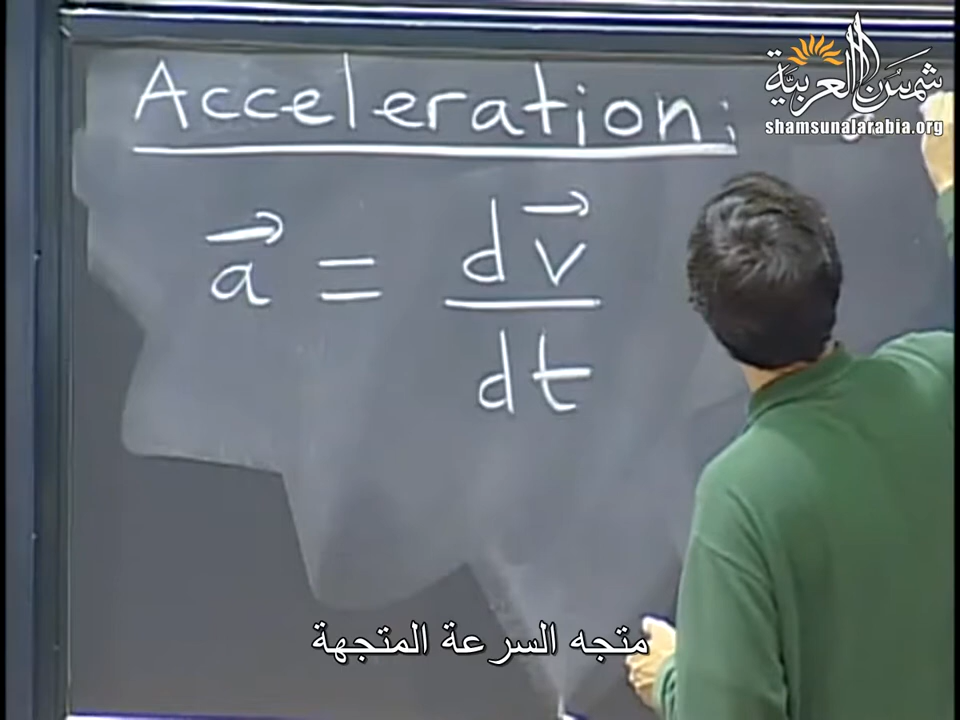 شمس العربية
shamsunalarabia.org
Acceleration:
a⃗ = dv⃗
dt
متجه السرعة المتجهة